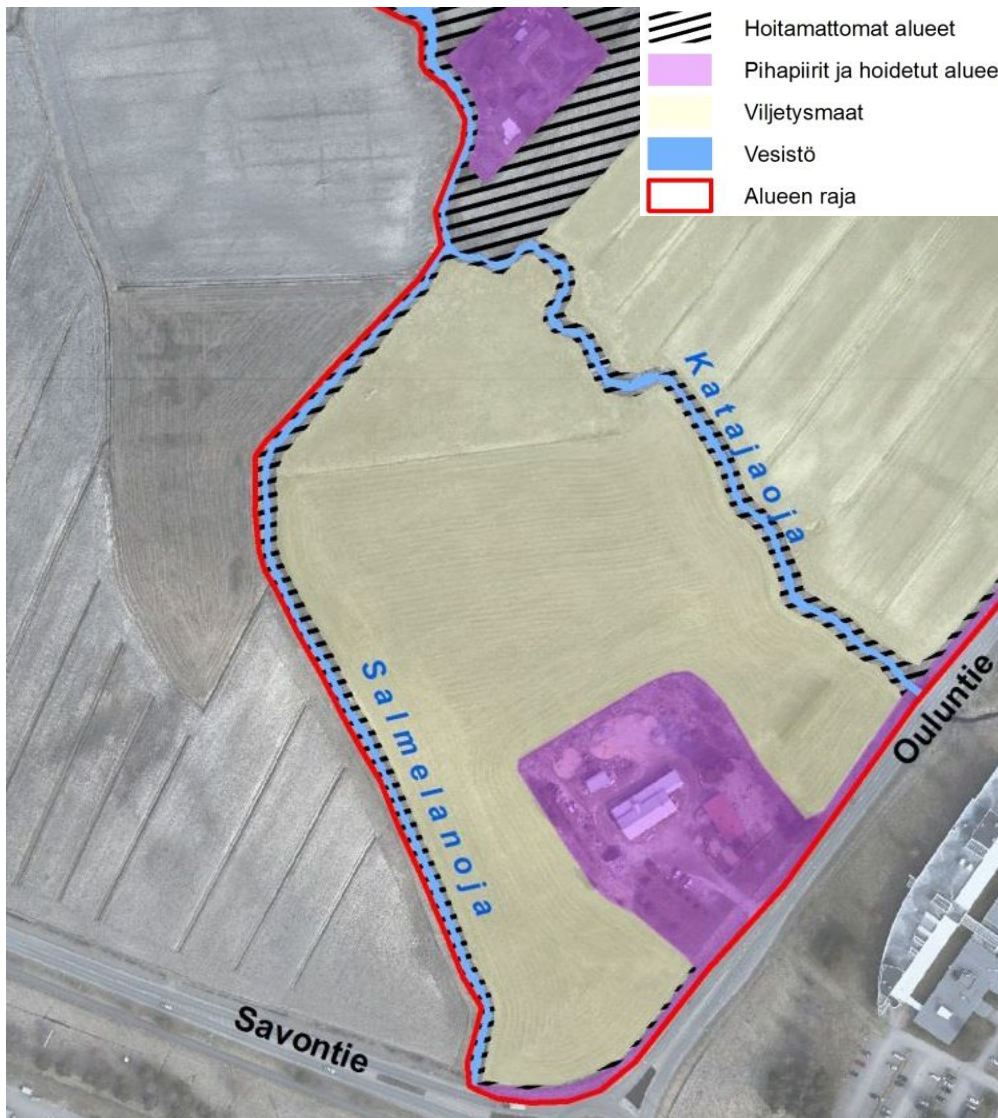 Hoitamattomat alueet
Pihapiirit ja hoidetut aluee
Viljetysmaat
Vesistö
Alueen raja
Katajaoja
Salmelanoja
Ouluntie
Savontie